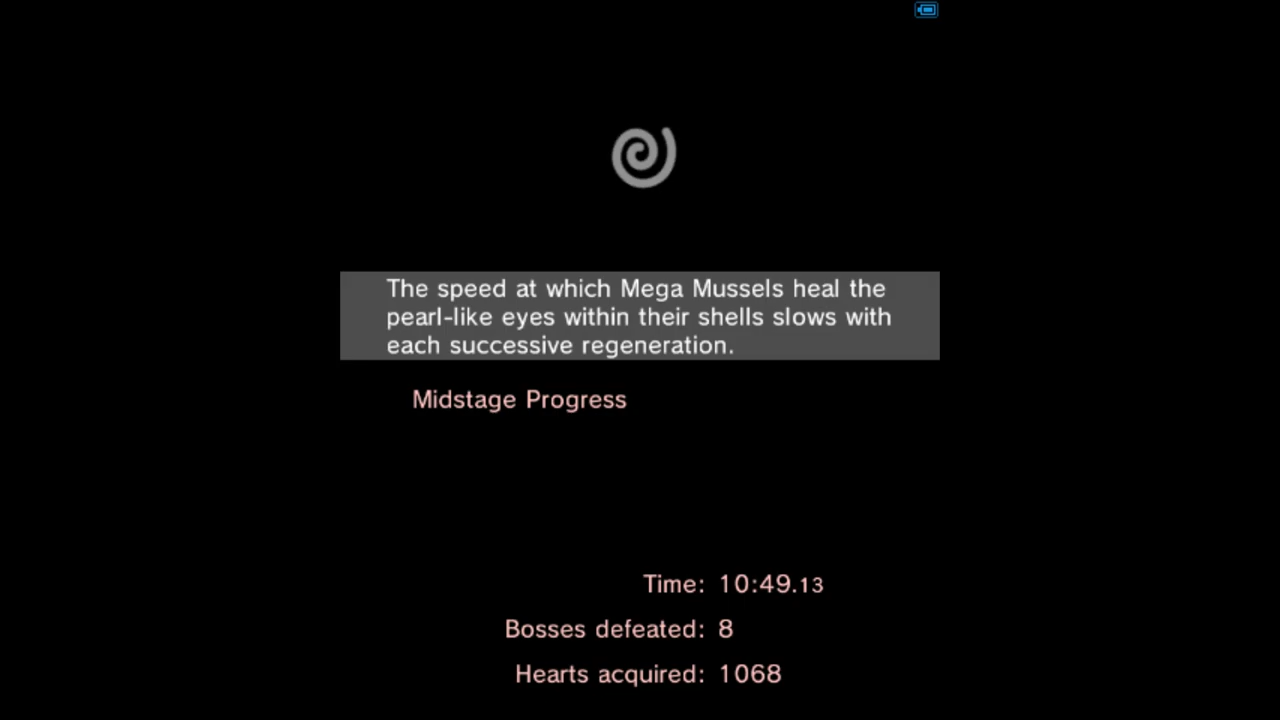 The speed at which Mega Mussels heal the
pearl-like eyes within their shells slows with
each successive regeneration.
Midstage Progress
Time: 10:49.13
Bosses defeated: 8
Hearts acquired: 1068